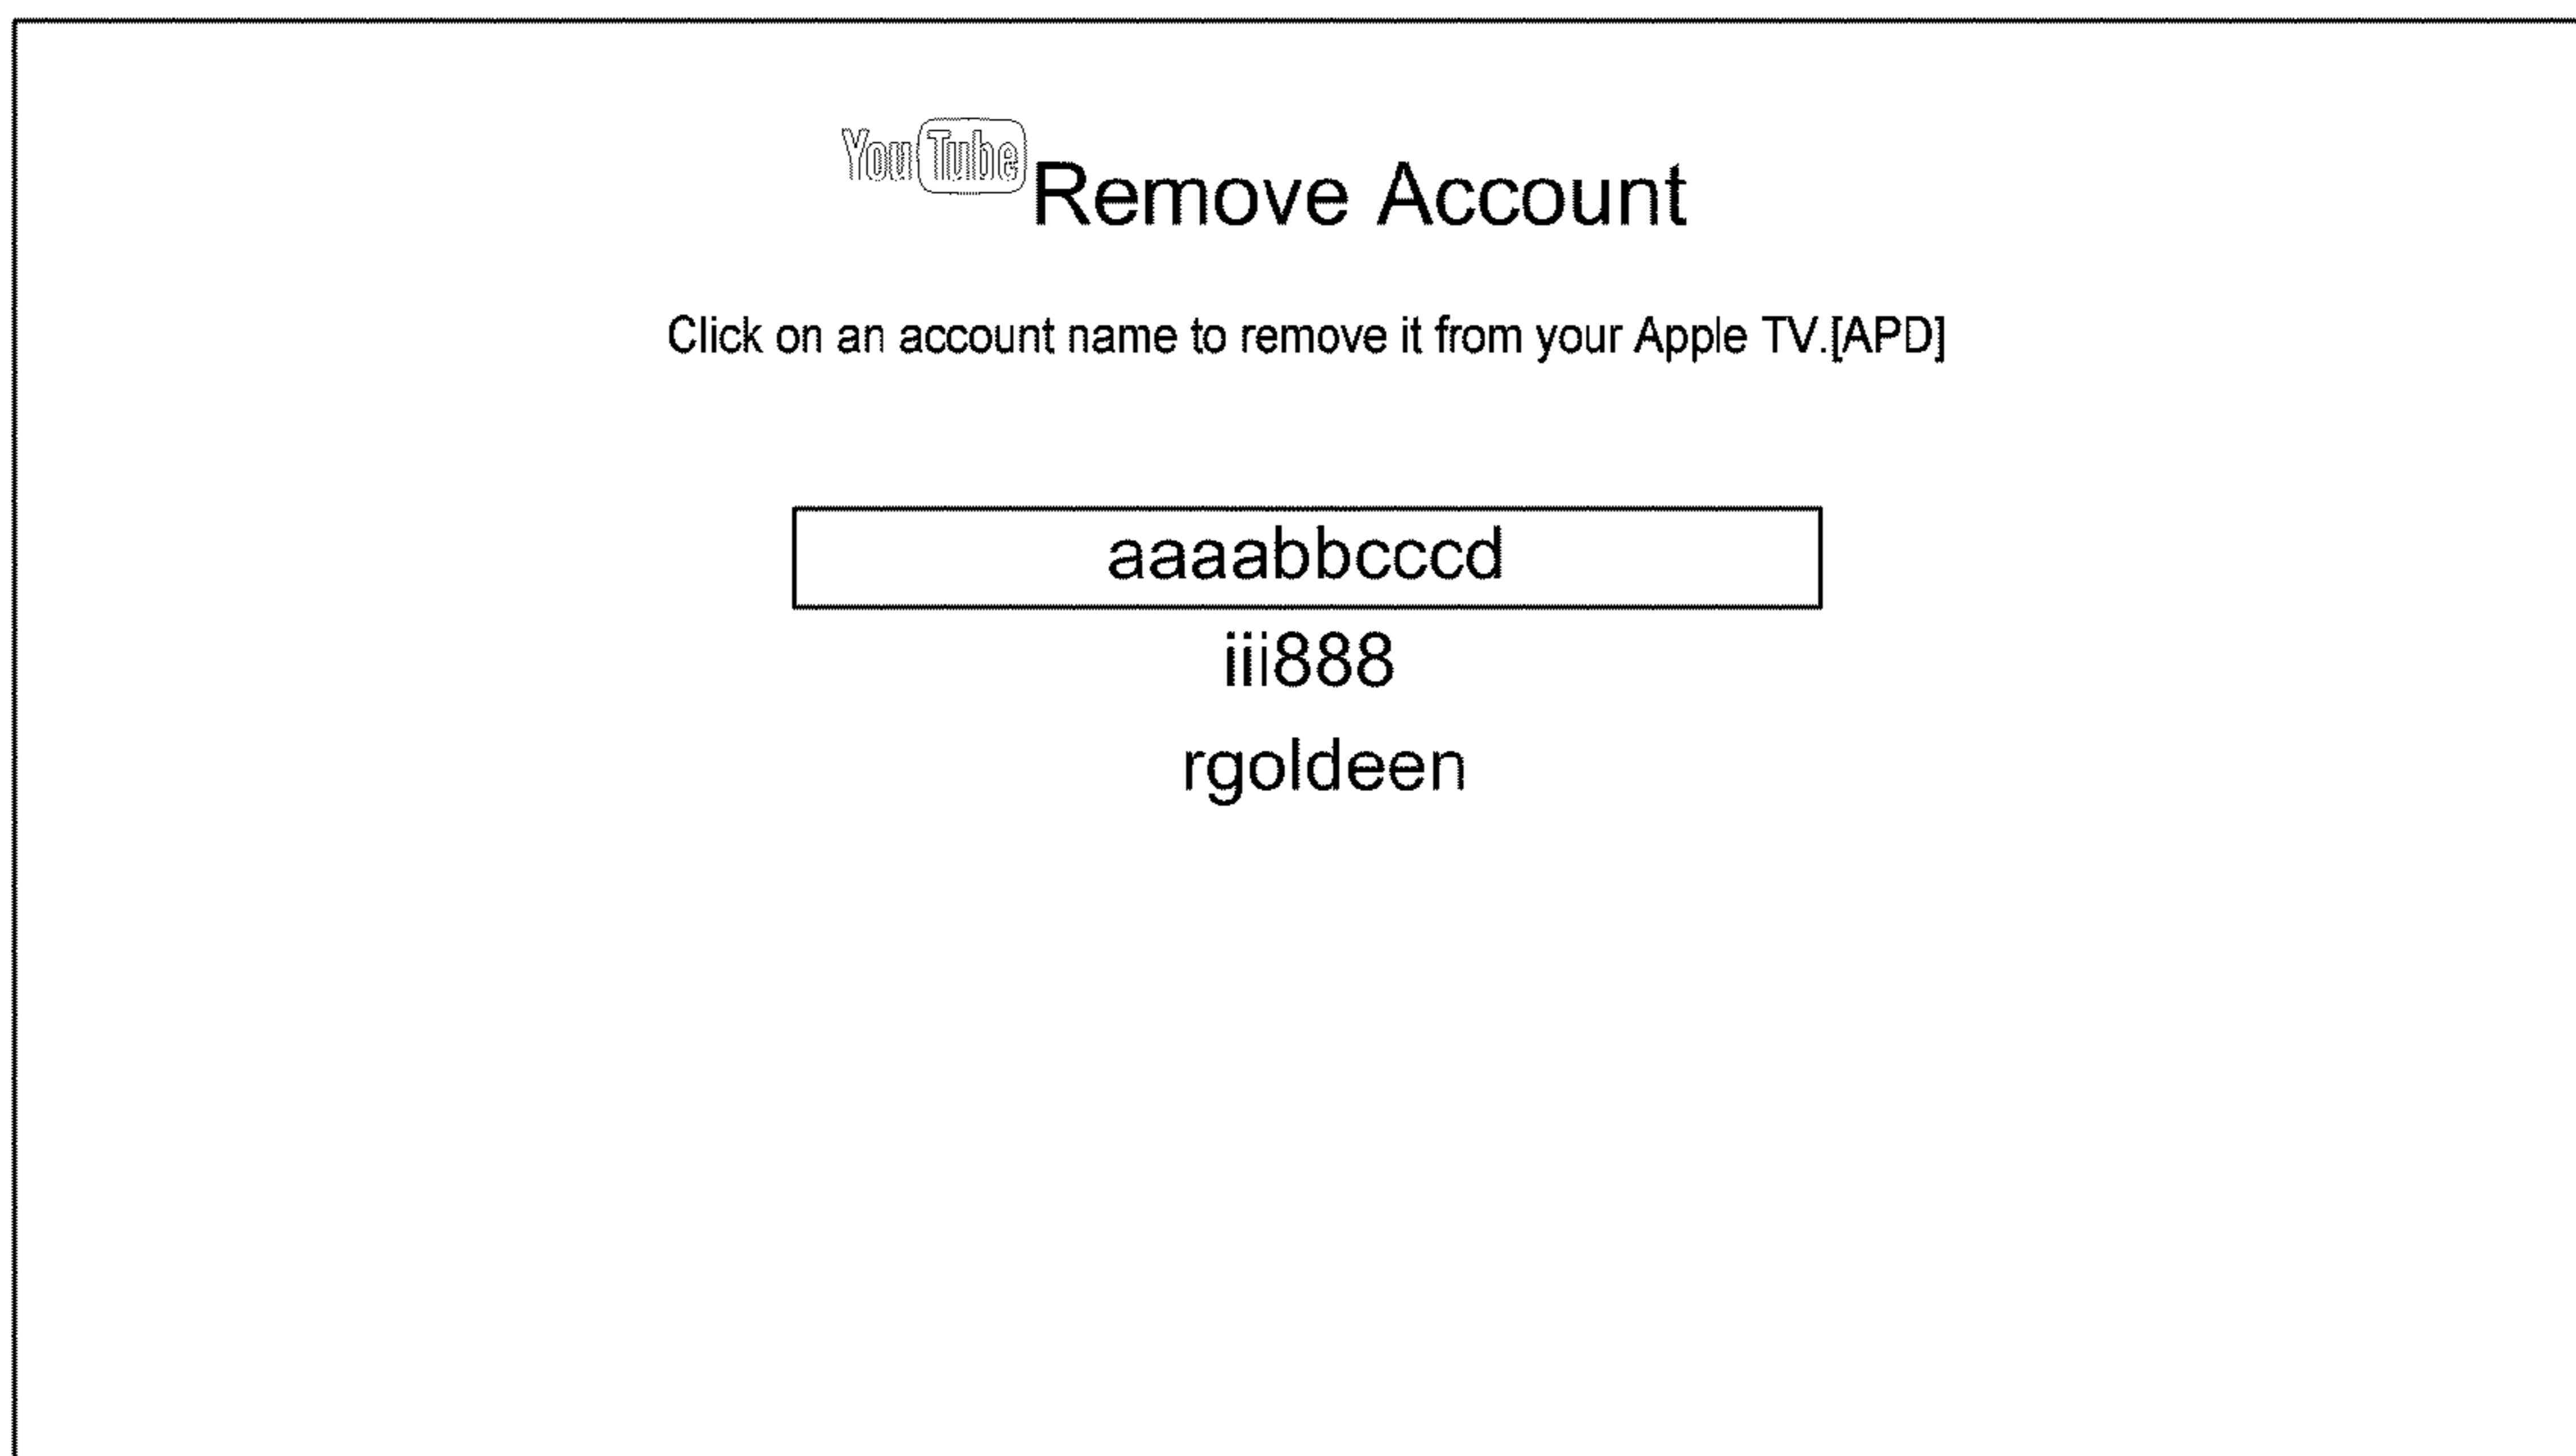 YouTube Remove Account
Click on an account name to remove it from your Apple TV.[APD]
aaaabbcccd
iii888
rgoldeen